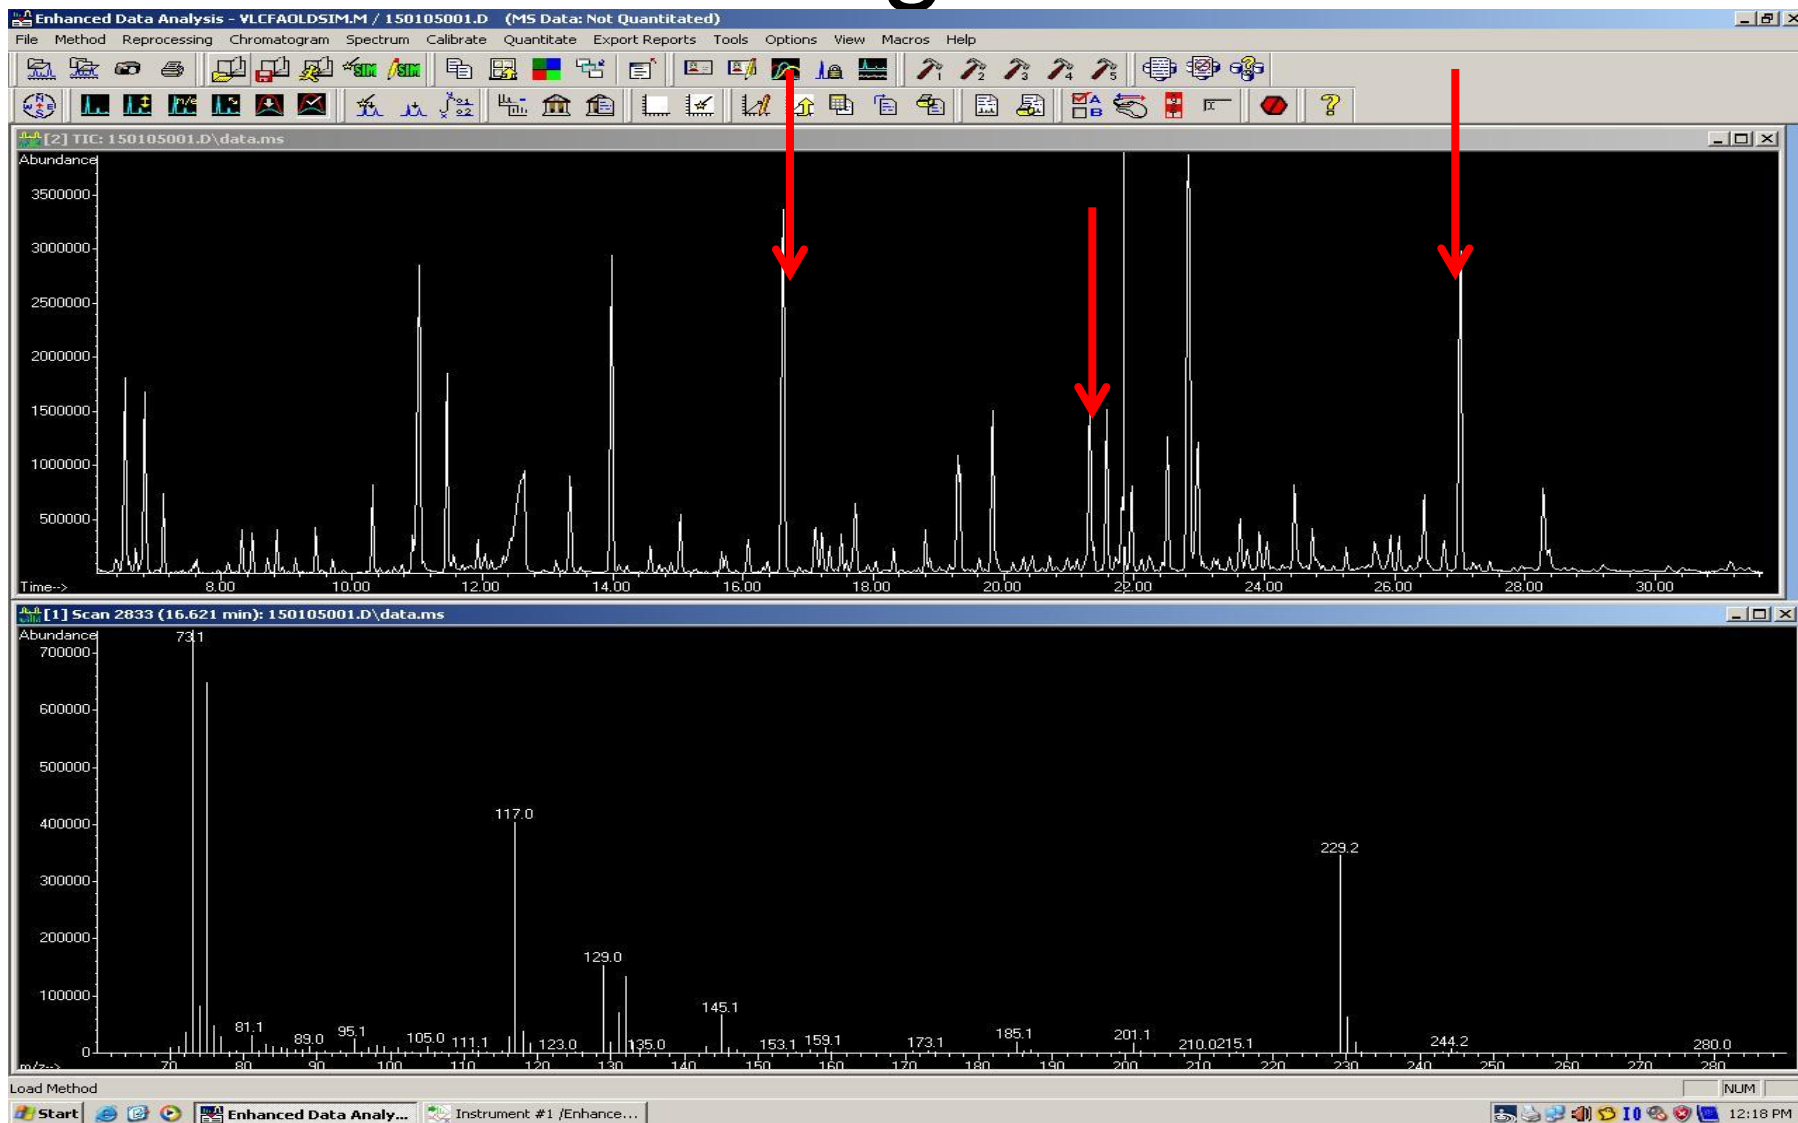 Enhanced Data Analysis - VLCFAOLDSIM.M / 150105001.D (MS Data: Not Quantitated)
File Method Reprocessing Chromatogram Spectrum Calibrate Quantitate Export Reports Tools Options View Macros Help
[2] TIC: 150105001.D\data.ms
Abundance
3500000
3000000
2500000
2000000
1500000
1000000
500000
Time-->
8.00 10.00 12.00 14.00 16.00 18.00 20.00 22.00 24.00 26.00 28.00 30.00
[1] Scan 2833 (16.621 min): 150105001.D\data.ms
Abundance
73.1
700000
600000
500000
400000
117.0
229.2
300000
200000
129.0
100000
145.1
81.1 89.0 95.1 105.0 111.1 123.0 135.0 153.1 159.1 173.1 185.1 201.1 210.0 215.1 244.2 280.0
0
m/z-->
70 80 90 100 110 120 130 140 150 160 170 180 190 200 210 220 230 240 250 260 270 280
Load Method
NUM
Start Enhanced Data Analy... Instrument #1 /Enhance... 12:18 PM